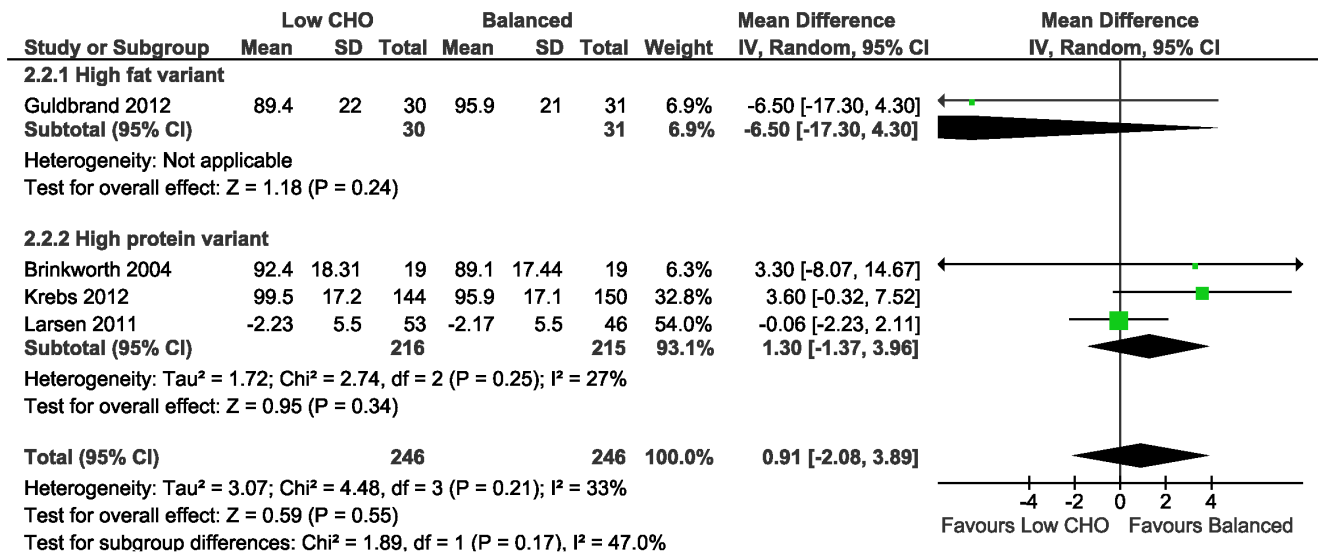 Low CHO Balanced Mean Difference Mean Difference
Study or Subgroup Mean SD Total Mean SD Total Weight IV, Random, 95% CI IV, Random, 95% CI
2.2.1 High fat variant
Guldbrand 2012 89.4 22 30 95.9 21 31 6.9% -6.50 [-17.30, 4.30]
Subtotal (95% CI) 30 31 6.9% -6.50 [-17.30, 4.30]
Heterogeneity: Not applicable
Test for overall effect: Z = 1.18 (P = 0.24)
2.2.2 High protein variant
Brinkworth 2004 92.4 18.31 19 89.1 17.44 19 6.3% 3.30 [-8.07, 14.67]
Krebs 2012 99.5 17.2 144 95.9 17.1 150 32.8% 3.60 [-0.32, 7.52]
Larsen 2011 -2.23 5.5 53 -2.17 5.5 46 54.0% -0.06 [-2.23, 2.11]
Subtotal (95% CI) 216 215 93.1% 1.30 [-1.37, 3.96]
Heterogeneity: Tau² = 1.72; Chi² = 2.74, df = 2 (P = 0.25); I² = 27%
Test for overall effect: Z = 0.95 (P = 0.34)
Total (95% CI) 246 246 100.0% 0.91 [-2.08, 3.89]
Heterogeneity: Tau² = 3.07; Chi² = 4.48, df = 3 (P = 0.21); I² = 33%
Test for overall effect: Z = 0.59 (P = 0.55)
Test for subgroup differences: Chi² = 1.89, df = 1 (P = 0.17), I² = 47.0%
-4 -2 0 2 4
Favours Low CHO Favours Balanced